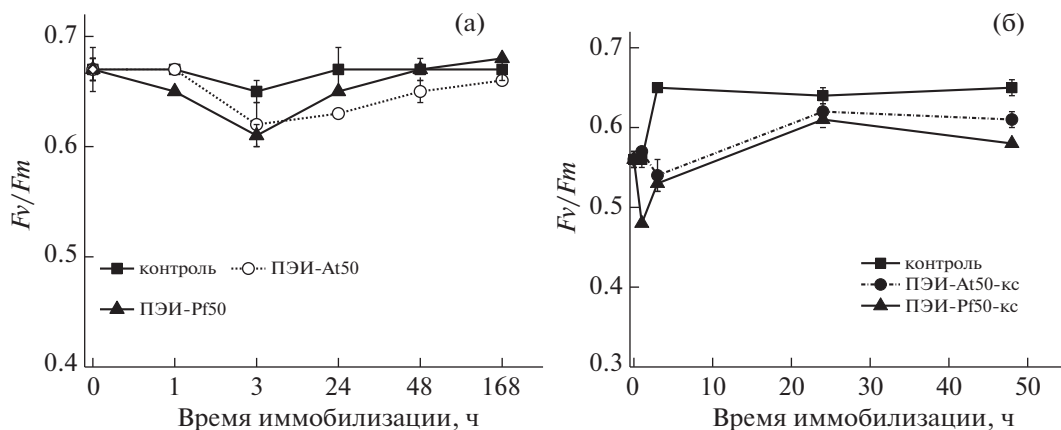 (а)
0.7
0.6
0.5
0.4
Fv/Fm
контроль
ПЭИ-At50
ПЭИ-Pf50
0 1 3 24 48 168
Время иммобилизации, ч
(б)
0.7
0.6
0.5
0.4
0.3
Fv/Fm
контроль
ПЭИ-At50-кс
ПЭИ-Pf50-кс
0 10 20 30 40 50
Время иммобилизации, ч